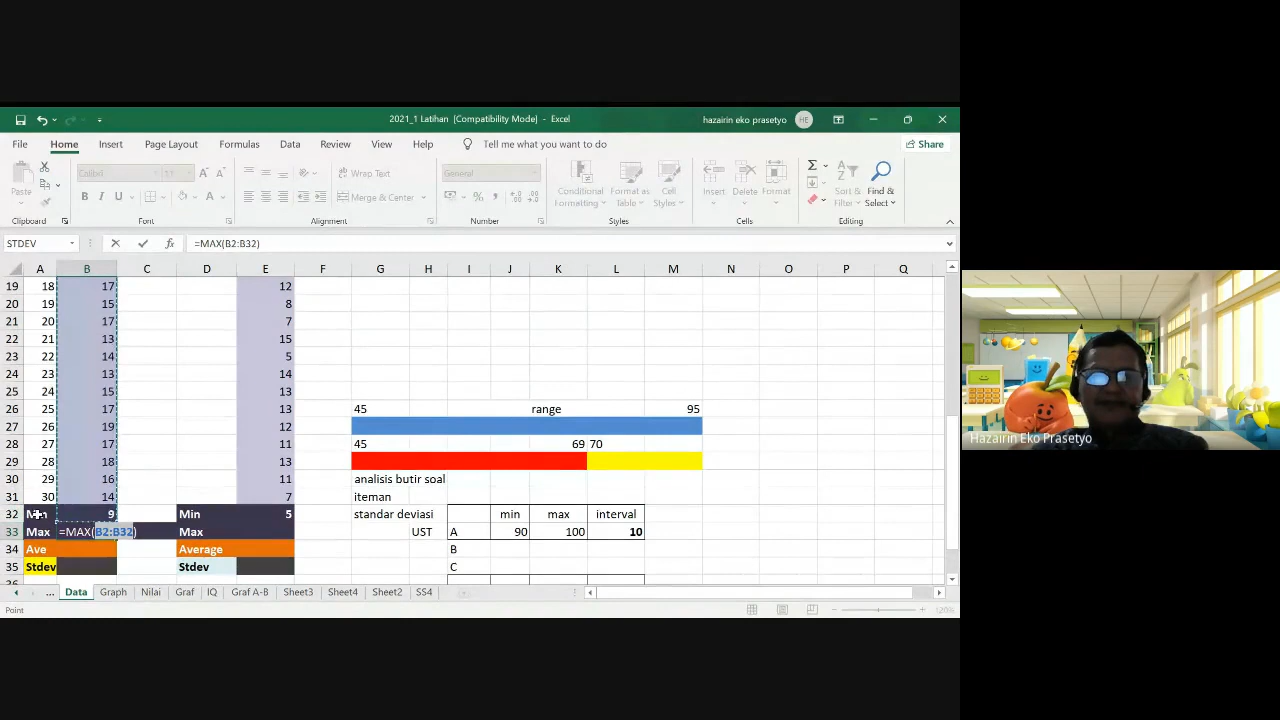 2021_1 Latihan [Compatibility Mode] - Excel
hazairin eko prasetyo HE
File Home Insert Page Layout Formulas Data Review View Help Tell me what you want to do Share
Paste
Calibri
A A
B I U
Wrap Text
Merge & Center
General
% ,
Conditional Formatting
Format as Table
Cell Styles
Insert
Delete
Format
Sort & Filter
Find & Select
Clipboard Font Alignment Number Styles Cells Editing
STDEV fx =MAX(B2:B32)
A B C D E F G H I J K L M N O P Q
19 18 17 12
20 19 15 8
21 20 17 7
22 21 13 15
23 22 14 5
24 23 13 14
25 24 15 13
26 25 17 13 45 range 95
27 26 19 12
28 27 17 11 45 69 70
29 28 18 13
30 29 16 11 analisis butir soal
31 30 14 7 iteman
32 Min 9 Min 5 standar deviasi min max interval
33 Max =MAX(B2:B32) Max UST A 90 100 10
34 Ave Average B
35 Stdev Stdev C
36
... Data Graph Nilai Graf IQ Graf A-B Sheet3 Sheet4 Sheet2 SS4
Point 120%
Hazairin Eko Prasetyo